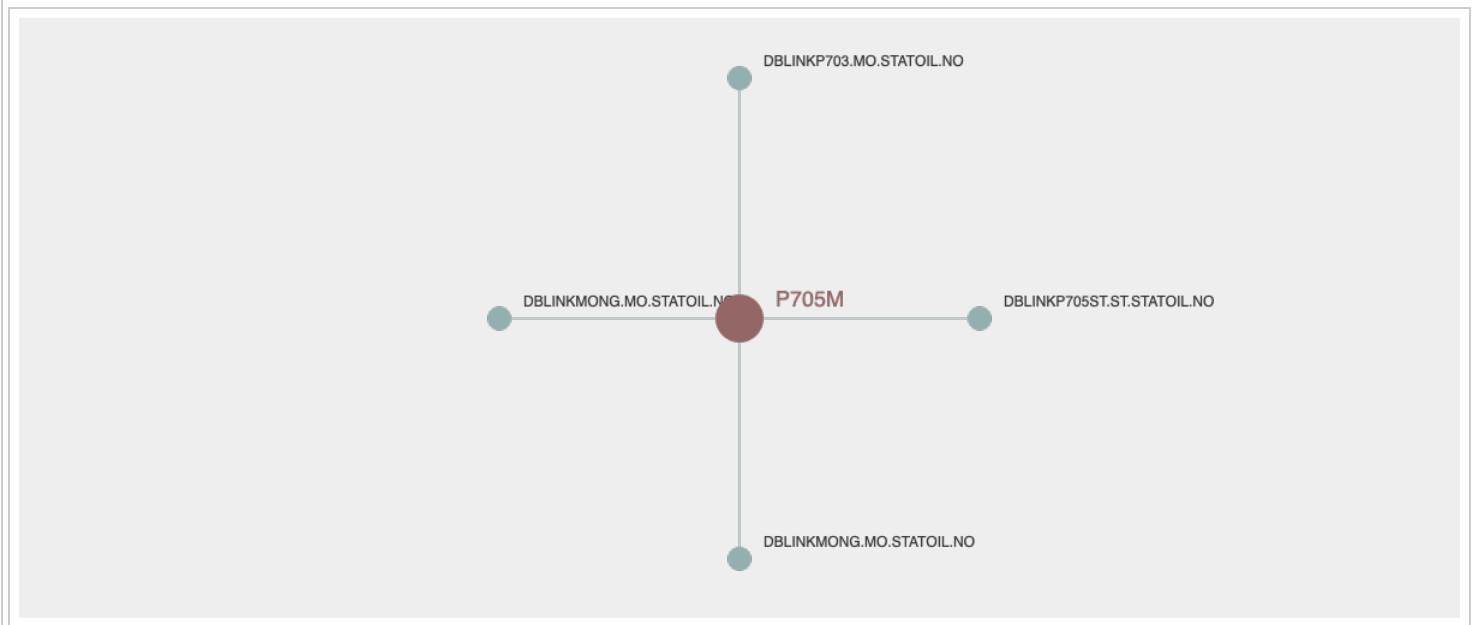 DBLINKP703.MO.STATOIL.NO
DBLINKMONG.MO.STATOIL.NO
P705M
DBLINKP705ST.ST.STATOIL.NO
DBLINKMONG.MO.STATOIL.NO